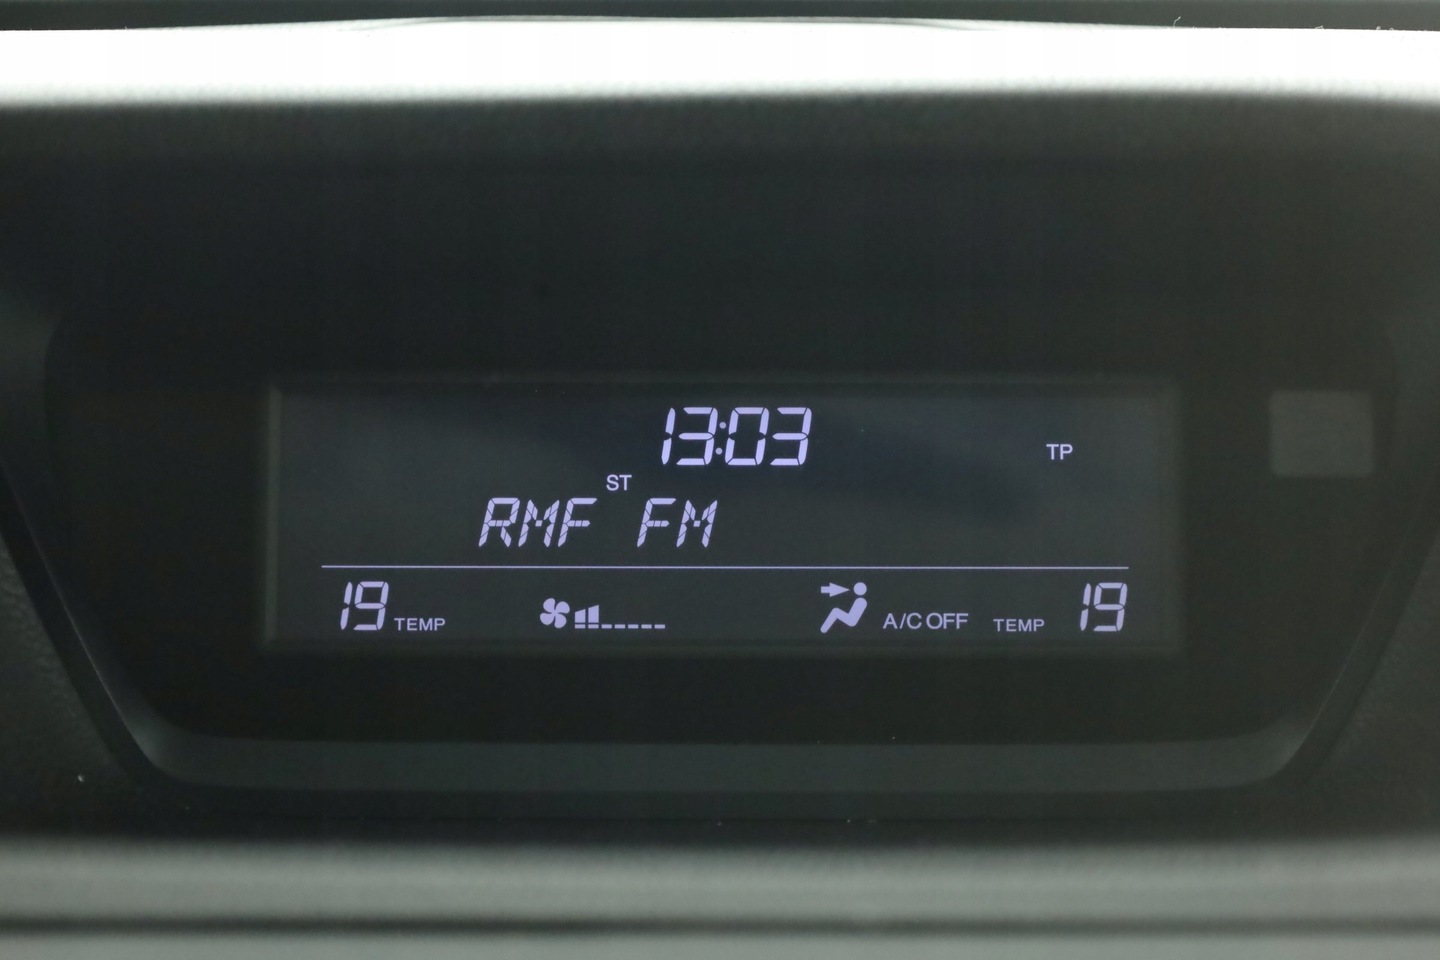 13:03
TP
ST
RMF FM
19 TEMP A/C OFF TEMP 19